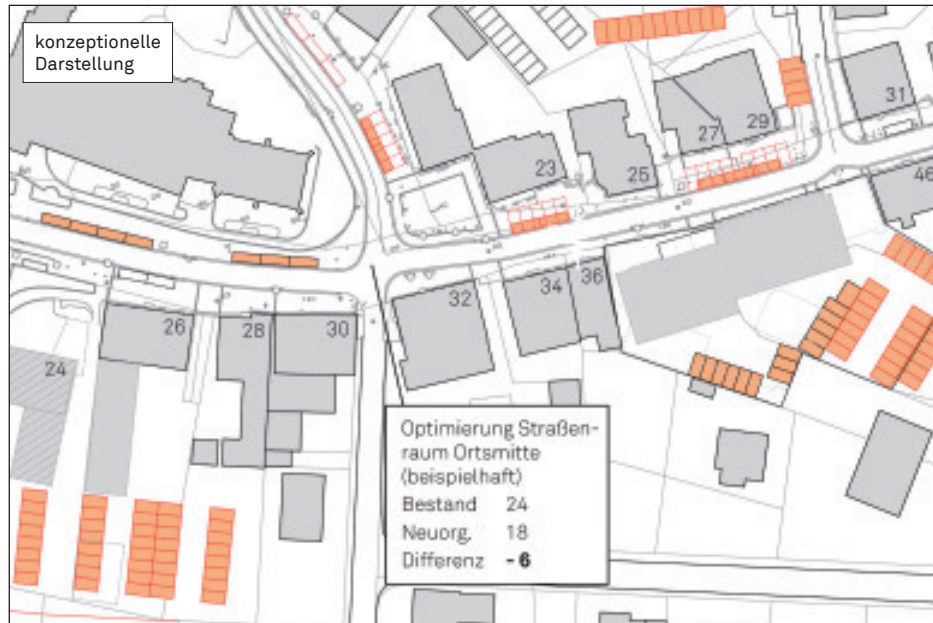 konzeptionelle
Darstellung
31
29
27
25
23
46
36
34
32
30
28
26
24
Optimierung Straßen-
raum Ortsmitte
(beispielhaft)
Bestand 24
Neuorg. 18
Differenz - 6